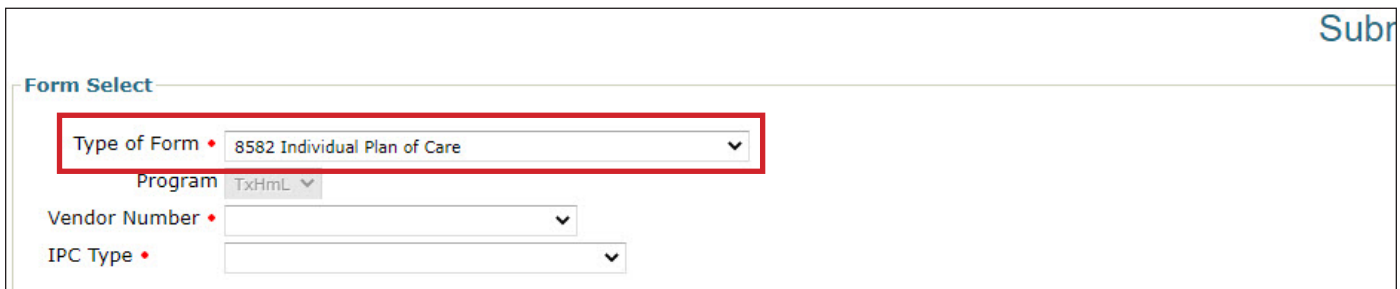 Subr
Form Select
Type of Form • 8582 Individual Plan of Care
Program TxHmL
Vendor Number •
IPC Type •